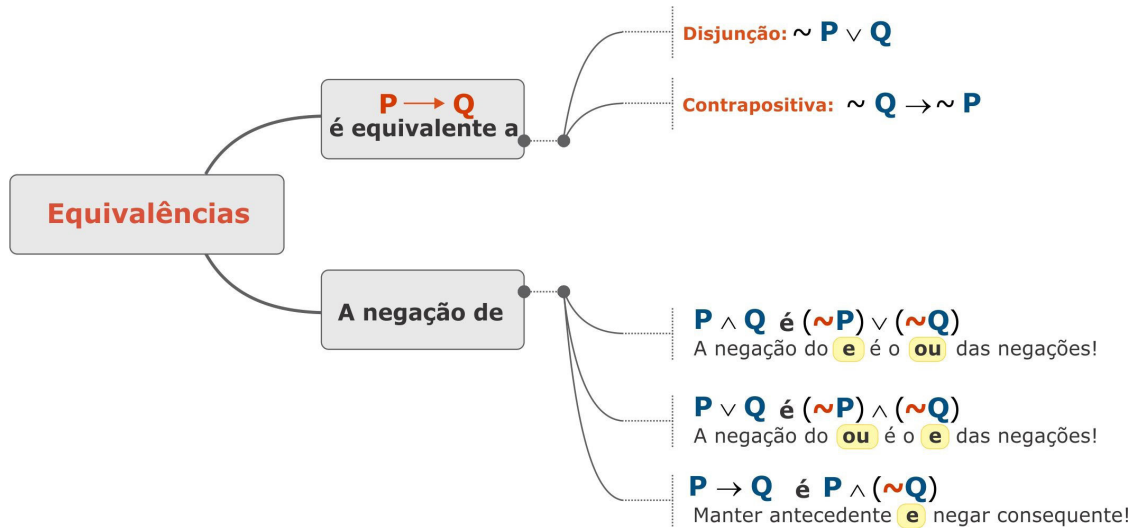 Equivalências
P → Q
é equivalente a
Disjunção: ~ P ∨ Q
Contrapositiva: ~ Q → ~ P
A negação de
P ∧ Q é (~P) ∨ (~Q)
A negação do e é o ou das negações!
P ∨ Q é (~P) ∧ (~Q)
A negação do ou é o e das negações!
P → Q é P ∧ (~Q)
Manter antecedente e negar consequente!